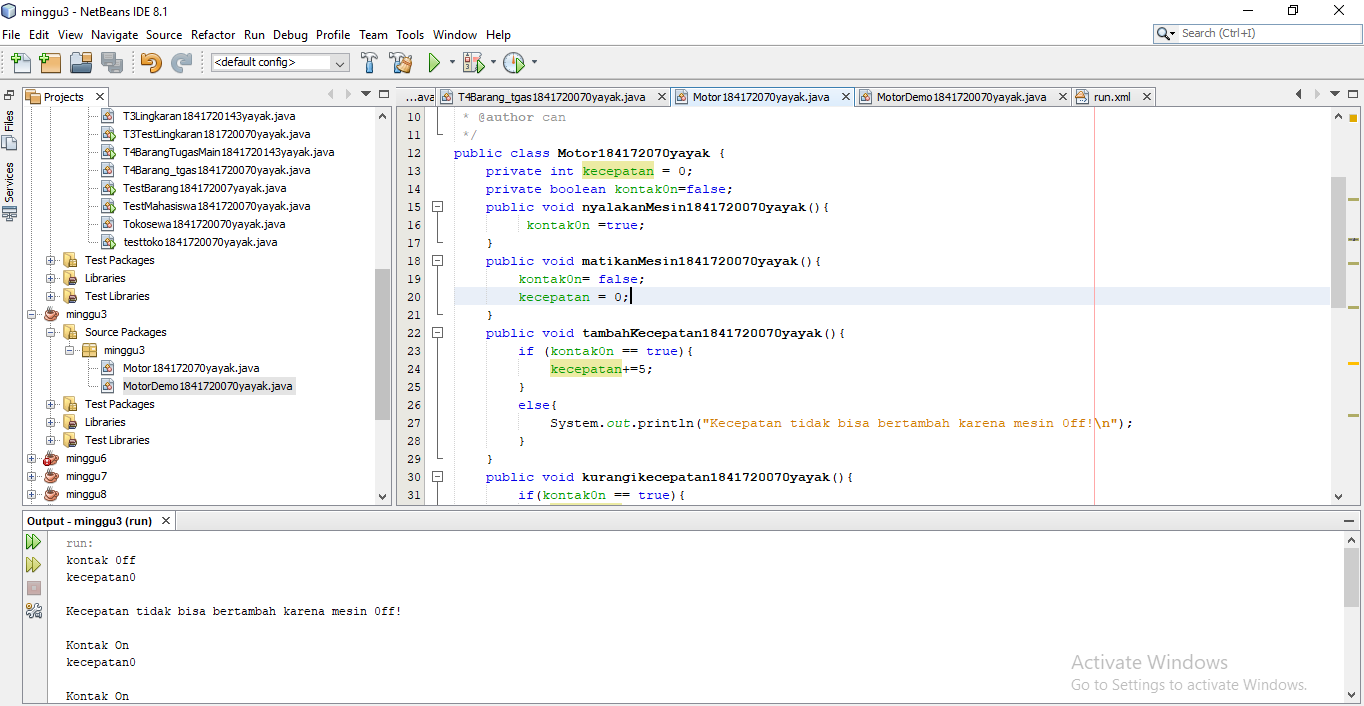 minggu3 - NetBeans IDE 8.1
File Edit View Navigate Source Refactor Run Debug Profile Team Tools Window Help
Search (Ctrl+I)
<default config>
Files
Services
Projects
T3Lingkaran1841720143yayak.java
T3TestLingkaran181720070yayak.java
T4BarangTugasMain1841720143yayak.java
T4Barang_tgas1841720070yayak.java
TestBarang184172007yayak.java
TestMahasiswa1841720070yayak.java
Tokosewa1841720070yayak.java
testtoko1841720070yayak.java
Test Packages
Libraries
Test Libraries
minggu3
Source Packages
minggu3
Motor184172070yayak.java
MotorDemo1841720070yayak.java
Test Packages
Libraries
Test Libraries
minggu6
minggu7
minggu8
...ava T4Barang_tgas1841720070yayak.java Motor184172070yayak.java MotorDemo1841720070yayak.java run.xml
10 * @author can
11 */
12 public class Motor184172070yayak {
13 private int kecepatan = 0;
14 private boolean kontakOn=false;
15 public void nyalakanMesin1841720070yayak(){
16 kontakOn =true;
17 }
18 public void matikanMesin1841720070yayak(){
19 kontakOn= false;
20 kecepatan = 0;
21 }
22 public void tambahKecepatan1841720070yayak(){
23 if (kontakOn == true){
24 kecepatan+=5;
25 }
26 else{
27 System.out.println("Kecepatan tidak bisa bertambah karena mesin Off!\n");
28 }
29 }
30 public void kurangikecepatan1841720070yayak(){
31 if(kontakOn == true){
Output - minggu3 (run)
run:
kontak Off
kecepatan0
Kecepatan tidak bisa bertambah karena mesin Off!
Kontak On
kecepatan0
Kontak On
Activate Windows
Go to Settings to activate Windows.